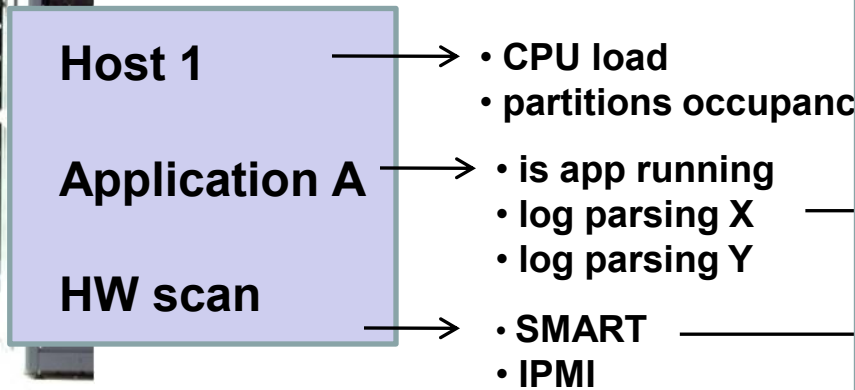 Host 1
• CPU load
• partitions occupanc
Application A
• is app running
• log parsing X
• log parsing Y
HW scan
• SMART
• IPMI